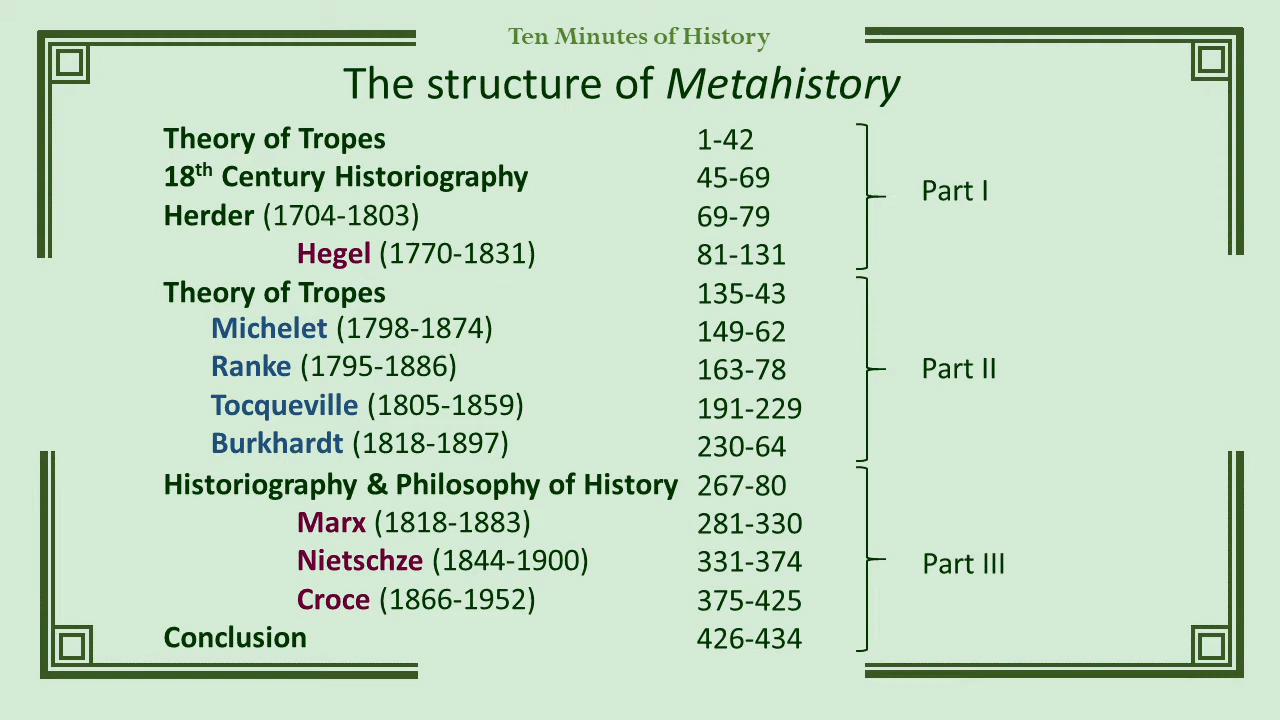 Ten Minutes of History
The structure of Metahistory
Theory of Tropes 1-42
18th Century Historiography 45-69
Herder (1704-1803) 69-79
Hegel (1770-1831) 81-131
Part I
Theory of Tropes 135-43
Michelet (1798-1874) 149-62
Ranke (1795-1886) 163-78
Tocqueville (1805-1859) 191-229
Burkhardt (1818-1897) 230-64
Part II
Historiography & Philosophy of History 267-80
Marx (1818-1883) 281-330
Nietschze (1844-1900) 331-374
Croce (1866-1952) 375-425
Conclusion 426-434
Part III